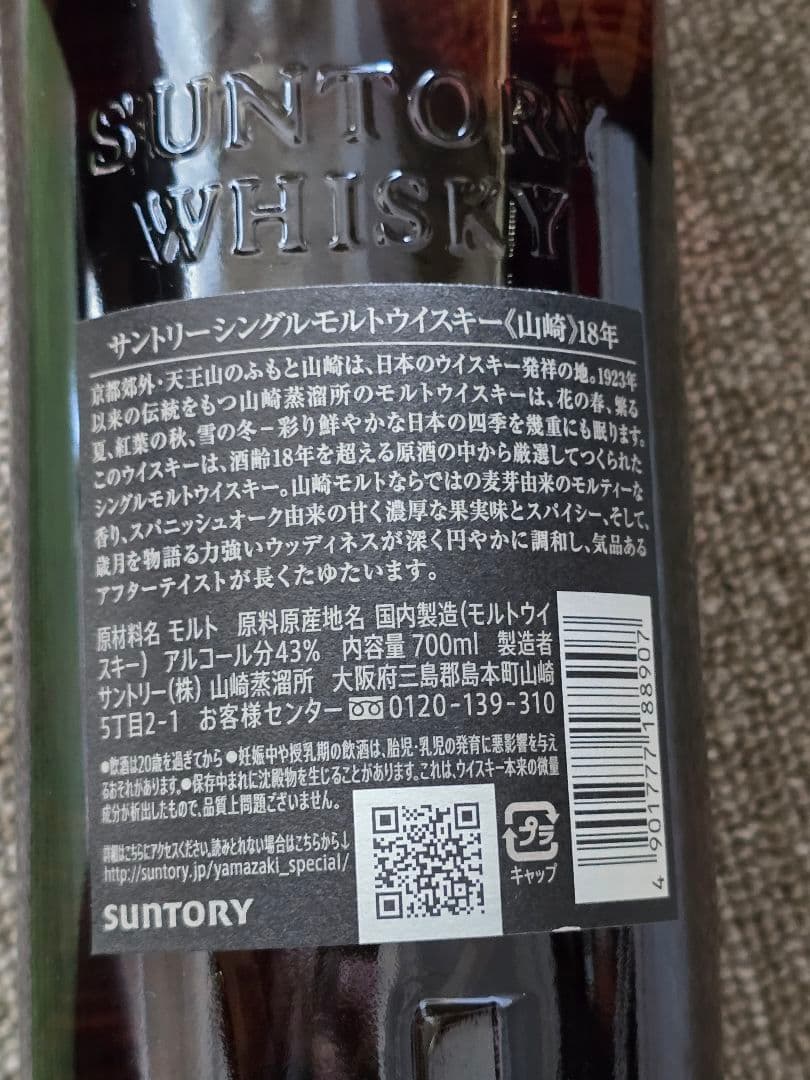 SUNTORY
WHISKY
サントリーシングルモルトウイスキー《山崎》18年
京都郊外・天王山のふもと山崎は、日本のウイスキー発祥の地。1923年
以来の伝統をもつ山崎蒸溜所のモルトウイスキーは、花の春、繁る
夏、紅葉の秋、雪の冬－彩り鮮やかな日本の四季を幾重にも眠ります。
このウイスキーは、酒齢18年を超える原酒の中から厳選してつくられた
シングルモルトウイスキー。山崎モルトならではの麦芽由来のモルティーな
香り、スパニッシュオーク由来の甘く濃厚な果実味とスパイシー、そして、
歳月を物語る力強いウッディネスが深く円やかに調和し、気品ある
アフターテイストが長くたゆたいます。
原材料名 モルト 原料原産地名 国内製造(モルトウイ
スキー) アルコール分43% 内容量 700ml 製造者
サントリー(株) 山崎蒸溜所 大阪府三島郡島本町山崎
5丁目2-1 お客様センター 0120-139-310
●飲酒は20歳を過ぎてから ●妊娠中や授乳期の飲酒は、胎児・乳児の発育に悪影響を与え
るおそれがあります。●保存中まれに沈殿物を生じることがあります。これは、ウイスキー本来の微量
成分が析出したもので、品質上問題ございません。
詳細はこちらにアクセスください。読みとれない場合はこちらから↓
http://suntory.jp/yamazaki_special/
SUNTORY
プラ
キャップ
4 901777 188907